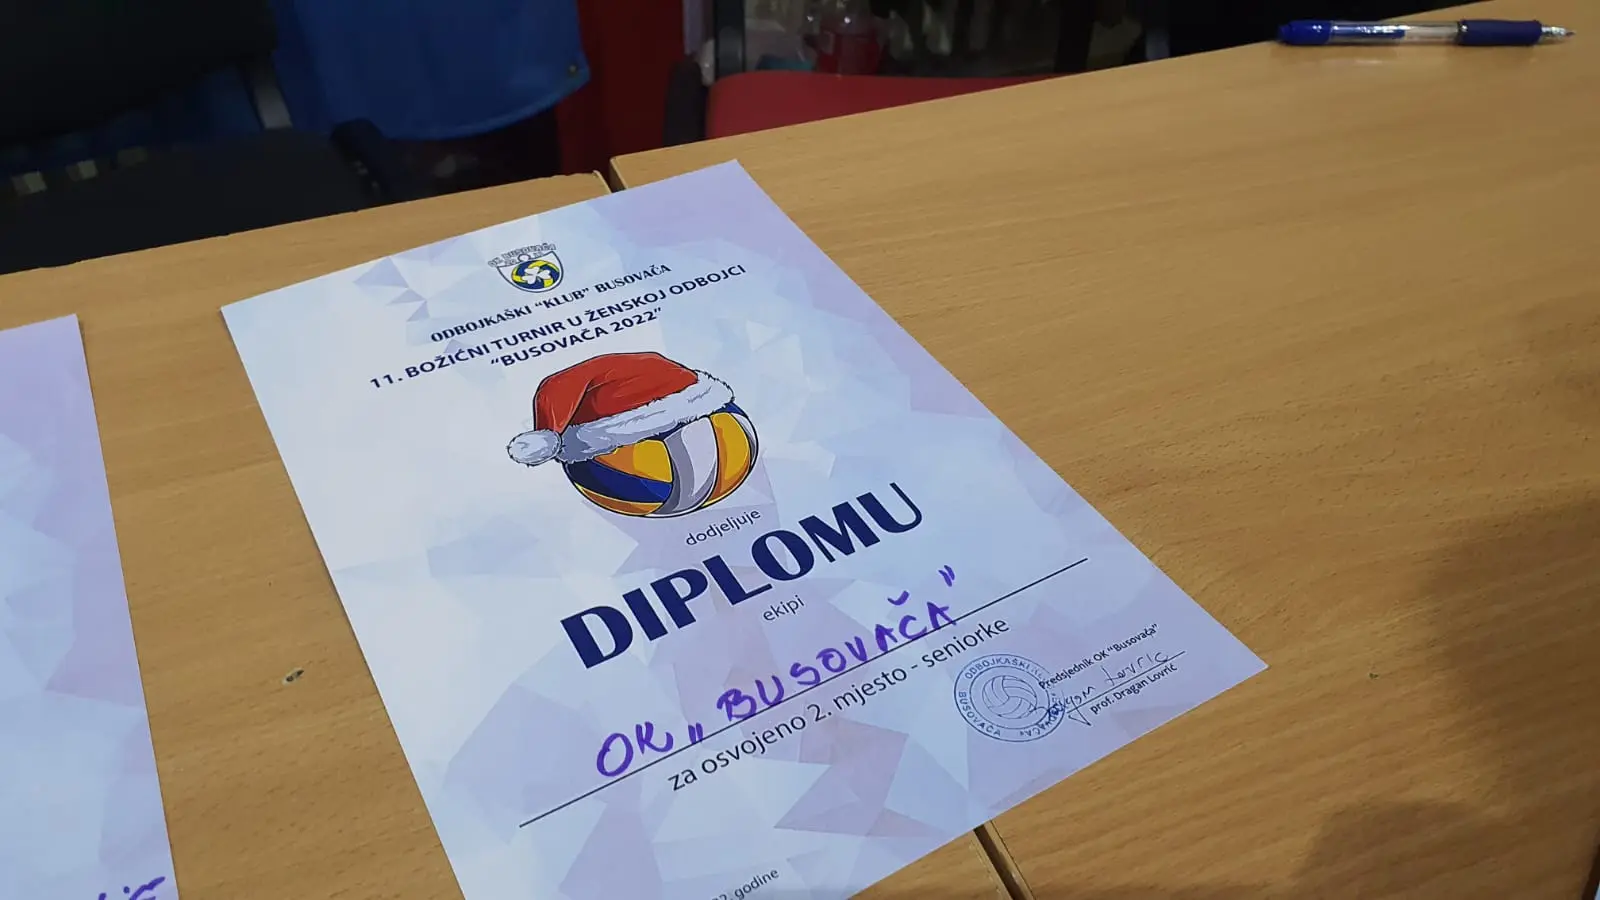 OK BUSOVAČA
ODBOJKAŠKI “KLUB” BUSOVAČA
11. BOŽIĆNI TURNIR U ŽENSKOJ ODBOJCI
“BUSOVAČA 2022”
dodjeljuje
DIPLOMU
ekipi
OK „BUSOVAČA”
za osvojeno 2. mjesto - seniorke
Predsjednik OK “Busovača”
prof. Dragan Lovrić
ODBOJKAŠKI
BUSOVAČA
godine